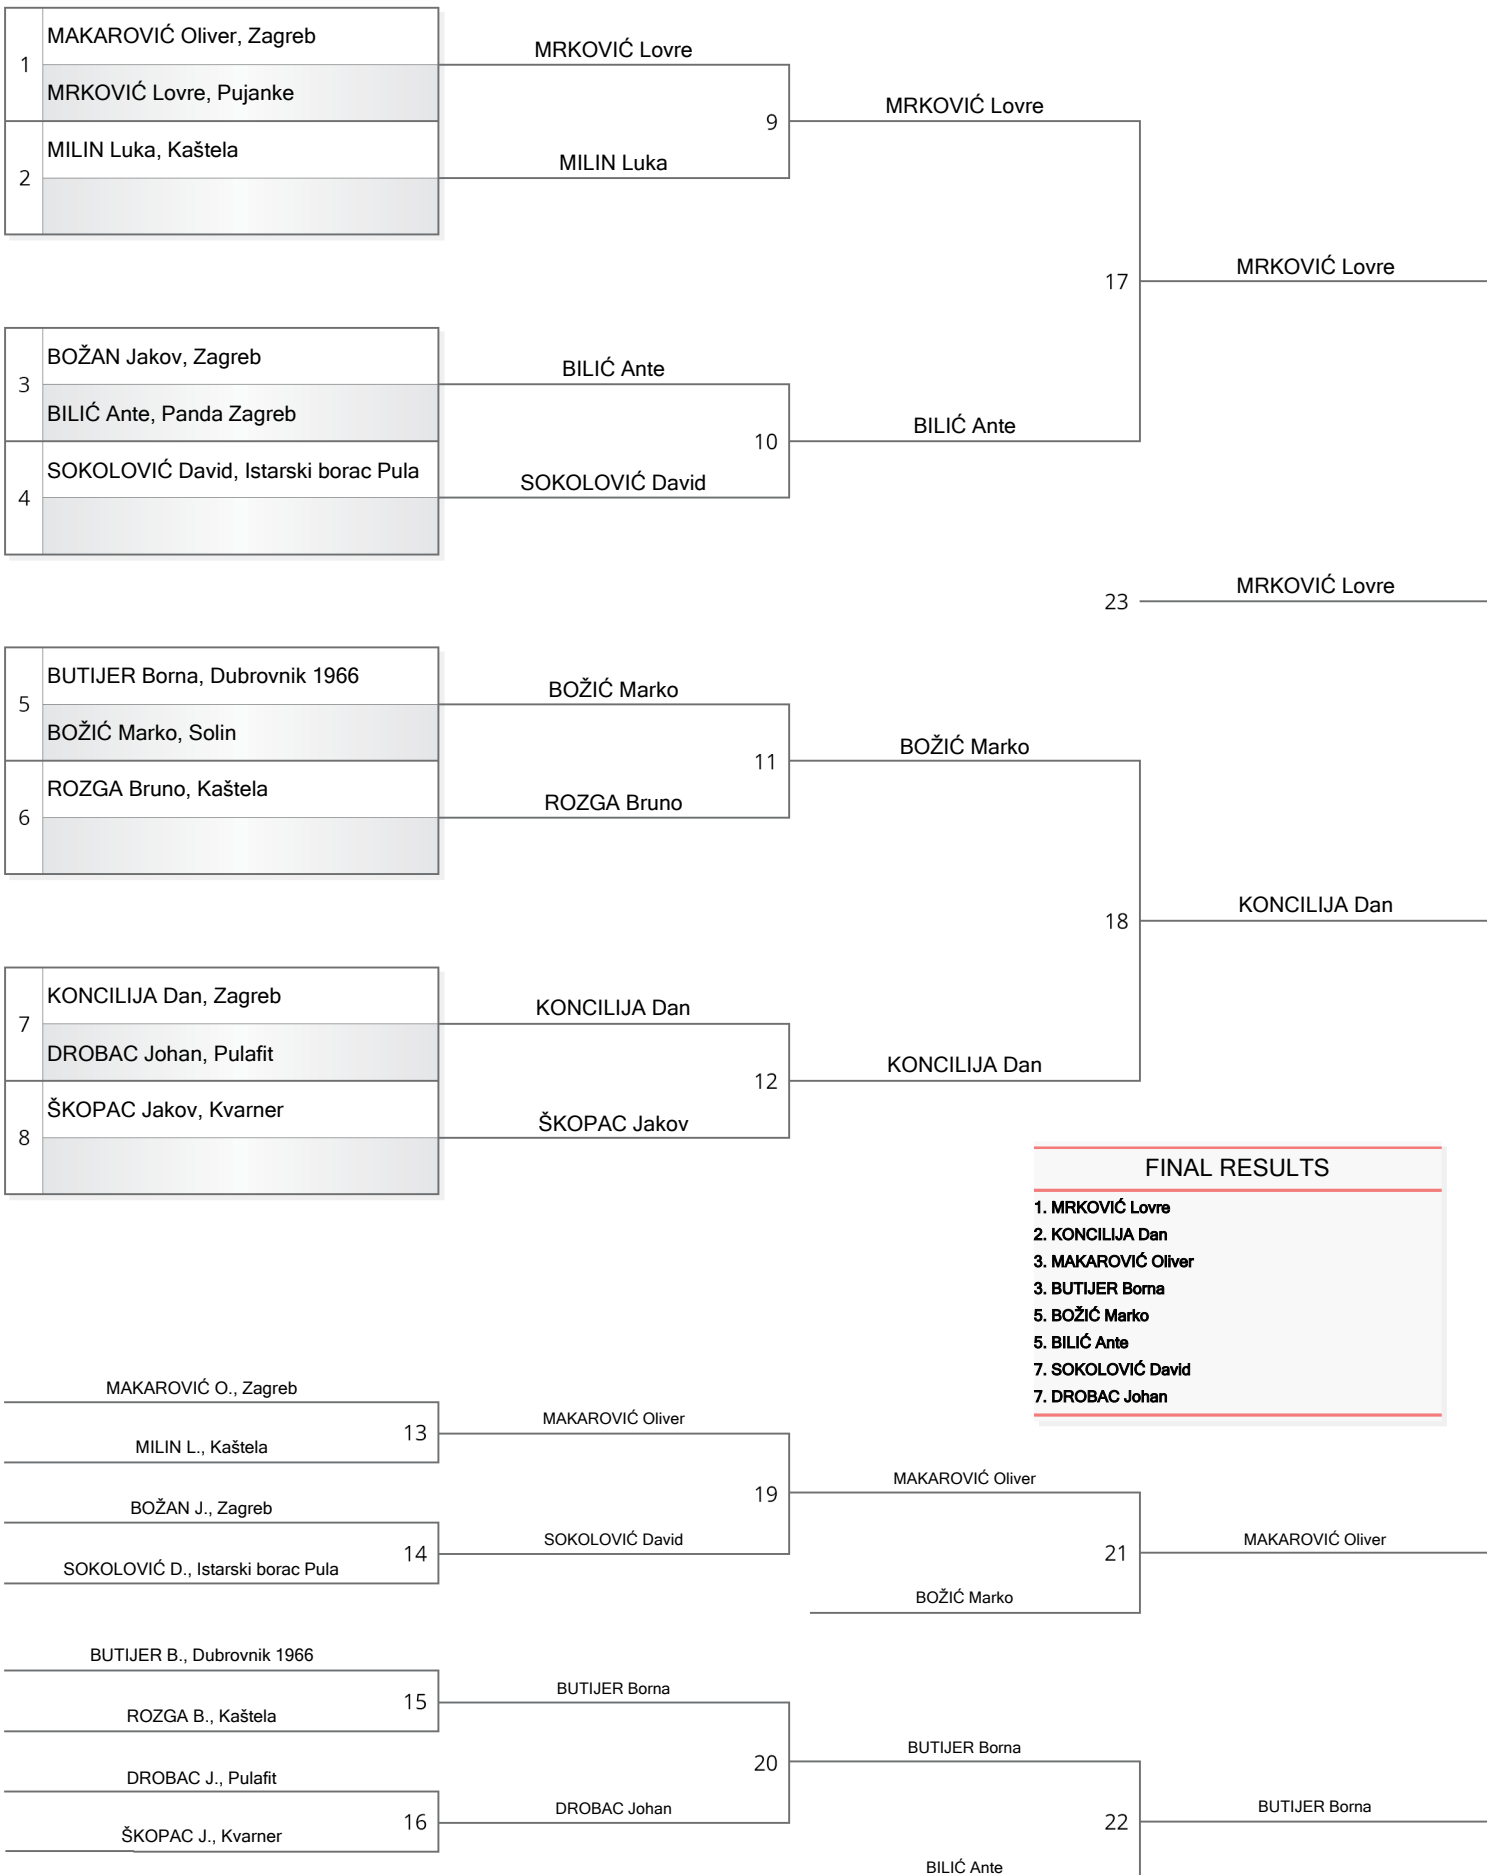 MAKAROVIĆ Oliver, Zagreb
1
MRKOVIĆ Lovre, Pujanke
MILIN Luka, Kaštela
2
MRKOVIĆ Lovre
9
MILIN Luka
MRKOVIĆ Lovre
17
MRKOVIĆ Lovre
BOŽAN Jakov, Zagreb
3
BILIĆ Ante, Panda Zagreb
SOKOLOVIĆ David, Istarski borac Pula
4
BILIĆ Ante
10
SOKOLOVIĆ David
BILIĆ Ante
23
MRKOVIĆ Lovre
BUTIJER Borna, Dubrovnik 1966
5
BOŽIĆ Marko, Solin
ROZGA Bruno, Kaštela
6
BOŽIĆ Marko
11
ROZGA Bruno
BOŽIĆ Marko
18
KONCILIJA Dan
KONCILIJA Dan, Zagreb
7
DROBAC Johan, Pulafit
ŠKOPAC Jakov, Kvarner
8
KONCILIJA Dan
12
ŠKOPAC Jakov
KONCILIJA Dan
FINAL RESULTS
1. MRKOVIĆ Lovre
2. KONCILIJA Dan
3. MAKAROVIĆ Oliver
3. BUTIJER Borna
5. BOŽIĆ Marko
5. BILIĆ Ante
7. SOKOLOVIĆ David
7. DROBAC Johan
MAKAROVIĆ O., Zagreb
13
MILIN L., Kaštela
BOŽAN J., Zagreb
14
SOKOLOVIĆ D., Istarski borac Pula
MAKAROVIĆ Oliver
19
SOKOLOVIĆ David
MAKAROVIĆ Oliver
21
BOŽIĆ Marko
MAKAROVIĆ Oliver
BUTIJER B., Dubrovnik 1966
15
ROZGA B., Kaštela
DROBAC J., Pulafit
16
ŠKOPAC J., Kvarner
BUTIJER Borna
20
DROBAC Johan
BUTIJER Borna
22
BILIĆ Ante
BUTIJER Borna